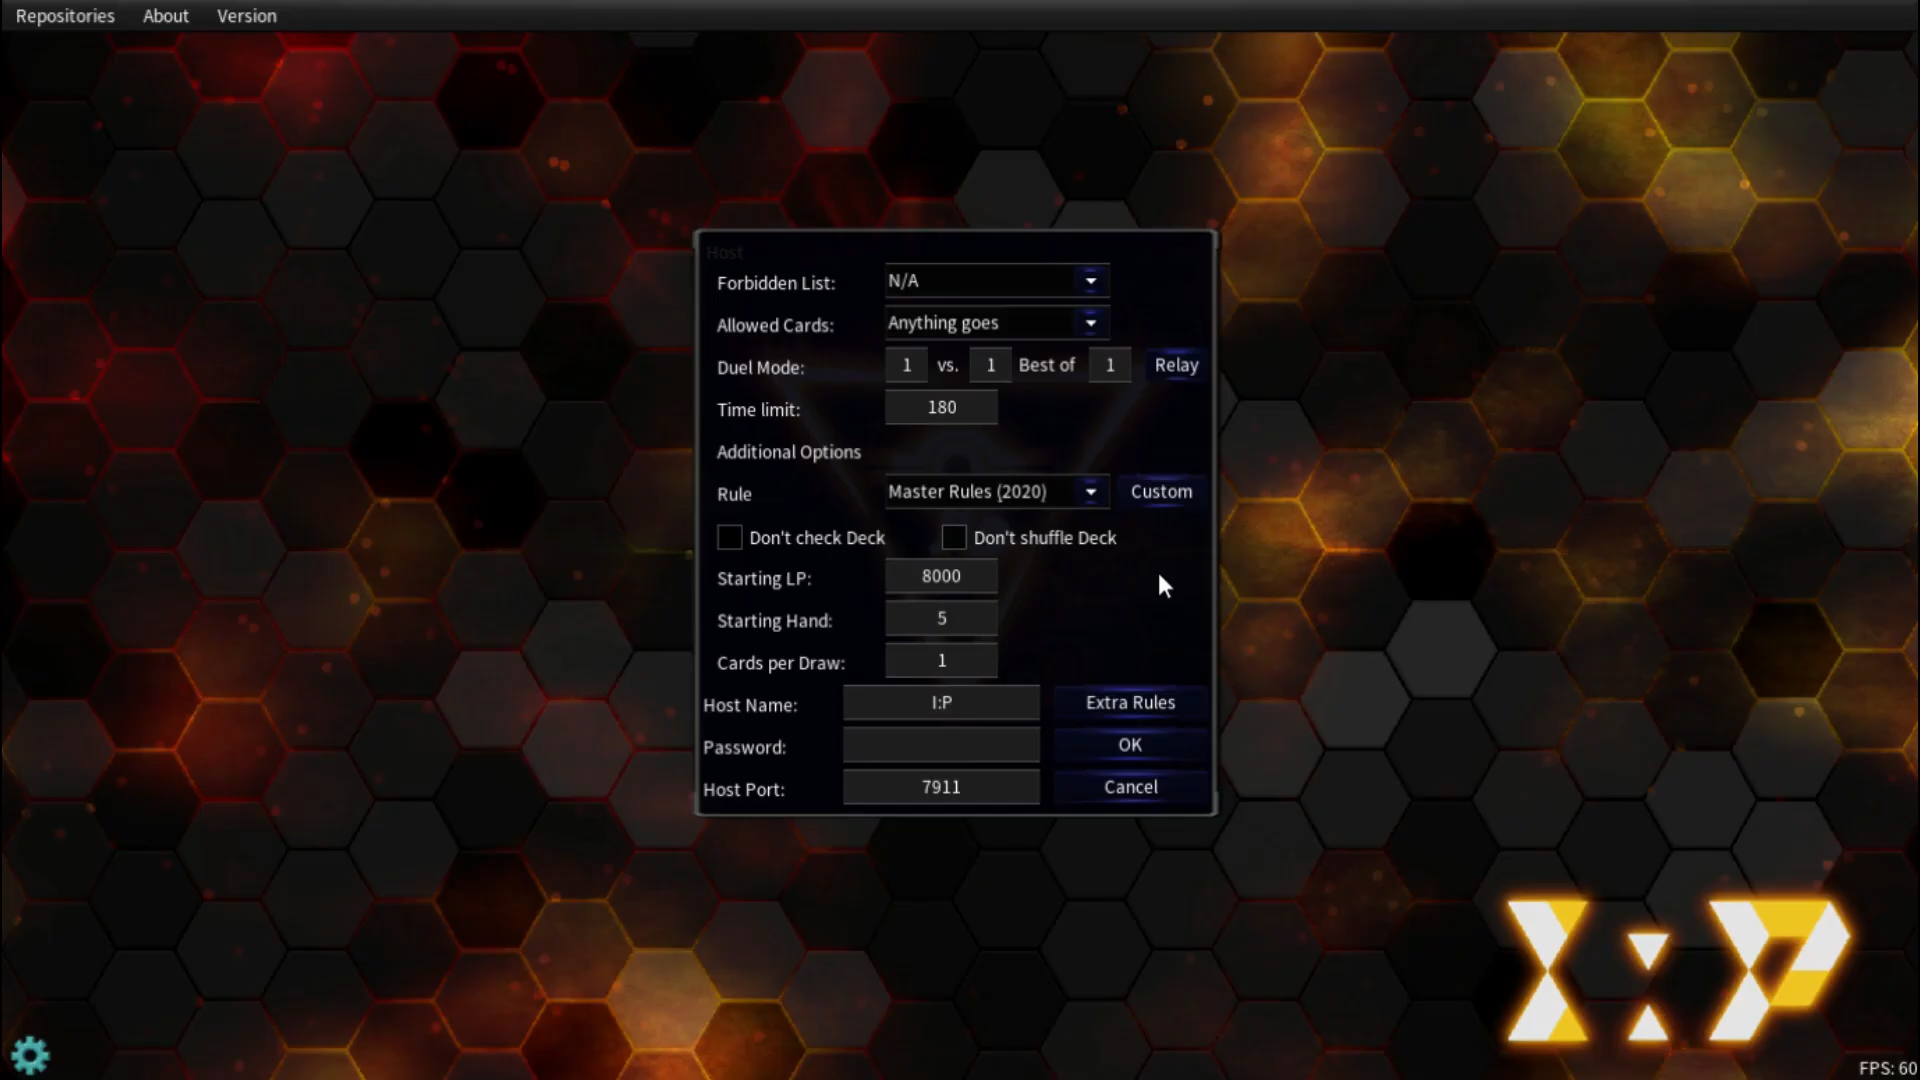 Repositories About Version
Host
Forbidden List: N/A
Allowed Cards: Anything goes
Duel Mode: 1 vs. 1 Best of 1 Relay
Time limit: 180
Additional Options
Rule Master Rules (2020) Custom
Don't check Deck Don't shuffle Deck
Starting LP: 8000
Starting Hand: 5
Cards per Draw: 1
Host Name: I:P Extra Rules
Password: OK
Host Port: 7911 Cancel
I:P
FPS: 60